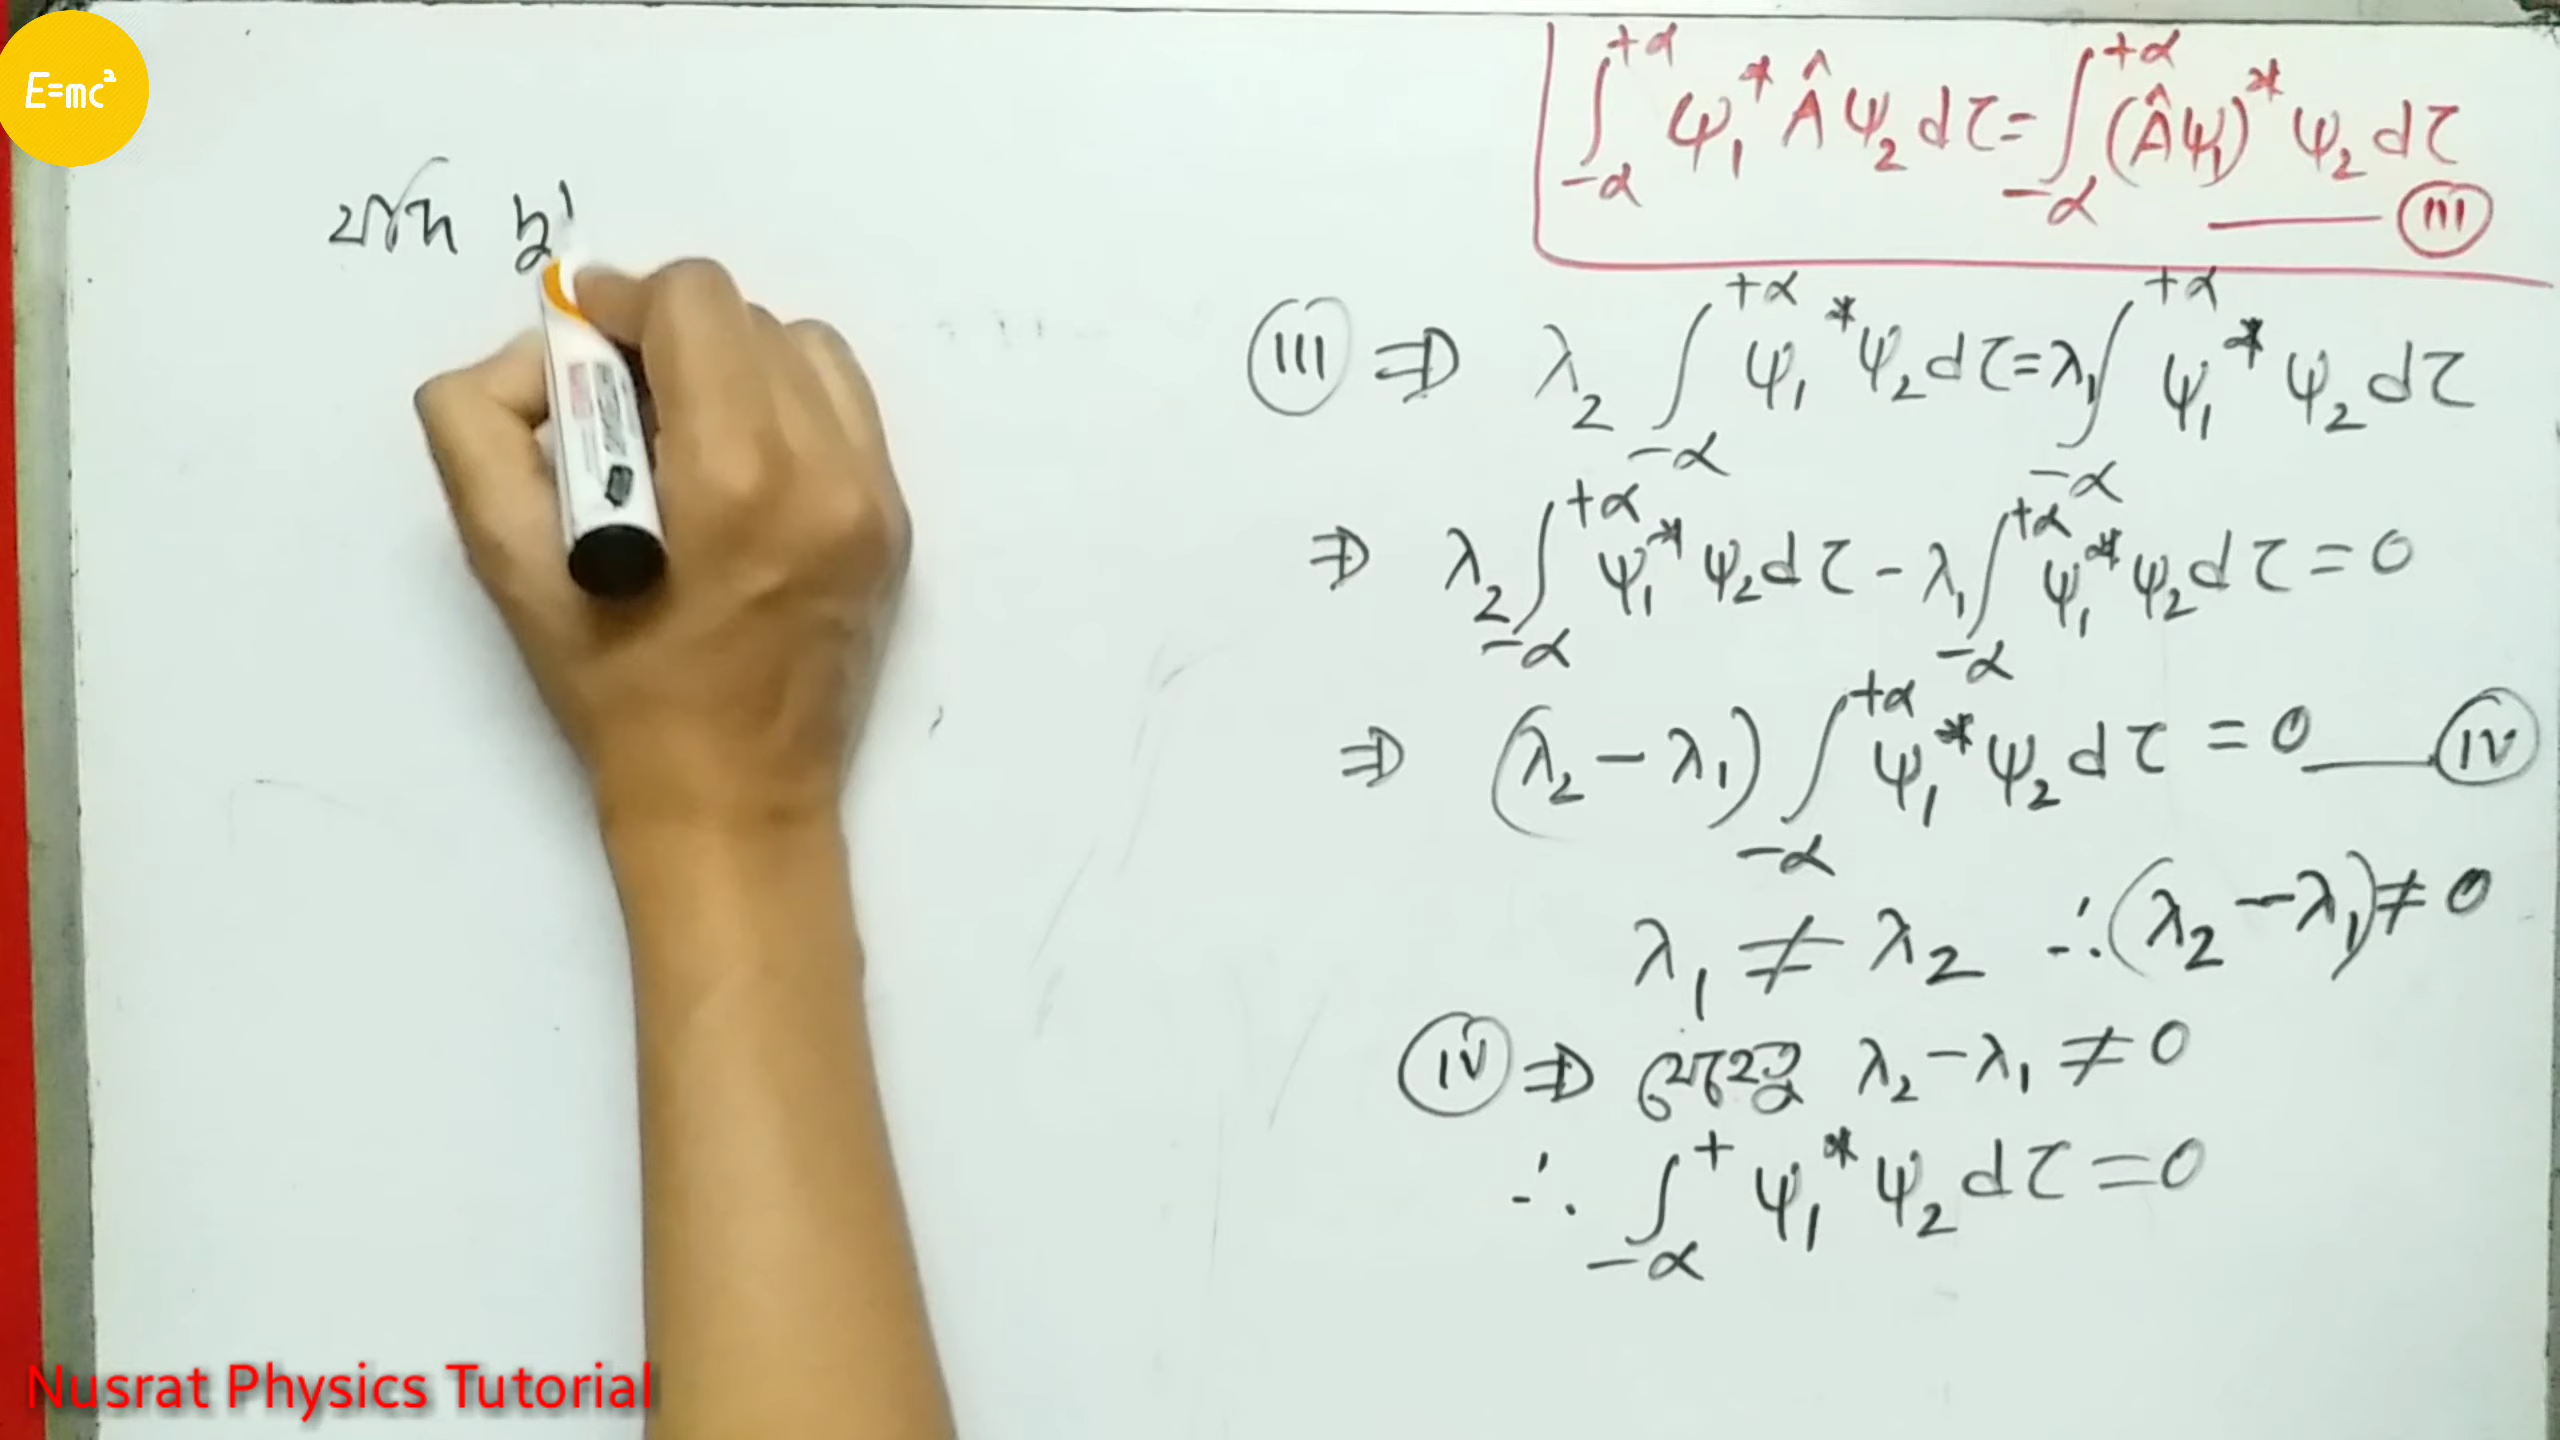 E=mc²
যদি দু
∫₋α⁺α ψ₁* Â ψ₂ dτ = ∫₋α⁺α (Âψ₁)* ψ₂ dτ
(III)
(III) ⇒ λ₂ ∫₋α⁺α ψ₁* ψ₂ dτ = λ₁ ∫₋α⁺α ψ₁* ψ₂ dτ
⇒ λ₂ ∫₋α⁺α ψ₁* ψ₂ dτ - λ₁ ∫₋α⁺α ψ₁* ψ₂ dτ = 0
⇒ (λ₂ - λ₁) ∫₋α⁺α ψ₁* ψ₂ dτ = 0 (IV)
λ₁ ≠ λ₂ ∴ (λ₂ - λ₁) ≠ 0
(IV) ⇒ যেহেতু λ₂ - λ₁ ≠ 0
∴ ∫₋α⁺ ψ₁* ψ₂ dτ = 0
Nusrat Physics Tutorial